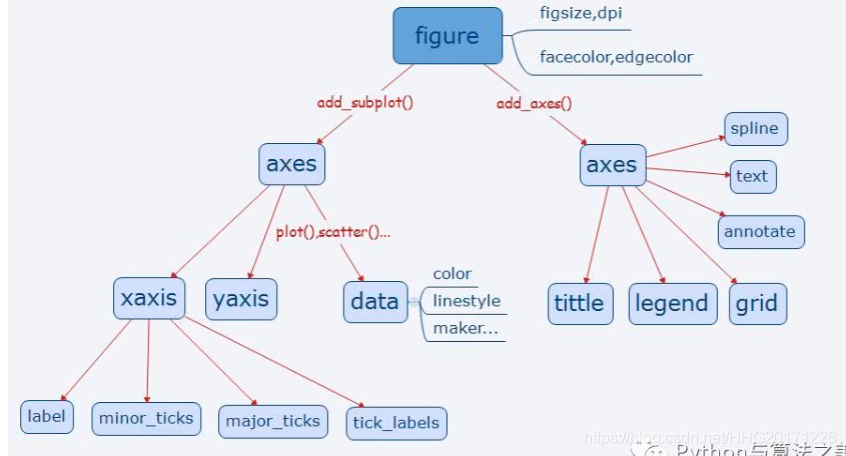 figure
figsize,dpi
facecolor,edgecolor
add_subplot()
add_axes()
axes
axes
spline
text
annotate
plot(),scatter()...
xaxis
yaxis
data
color
linestyle
maker...
tittle
legend
grid
label
minor_ticks
major_ticks
tick_labels
https://blog.csdn.net/HHG20171226
Python与算法之美